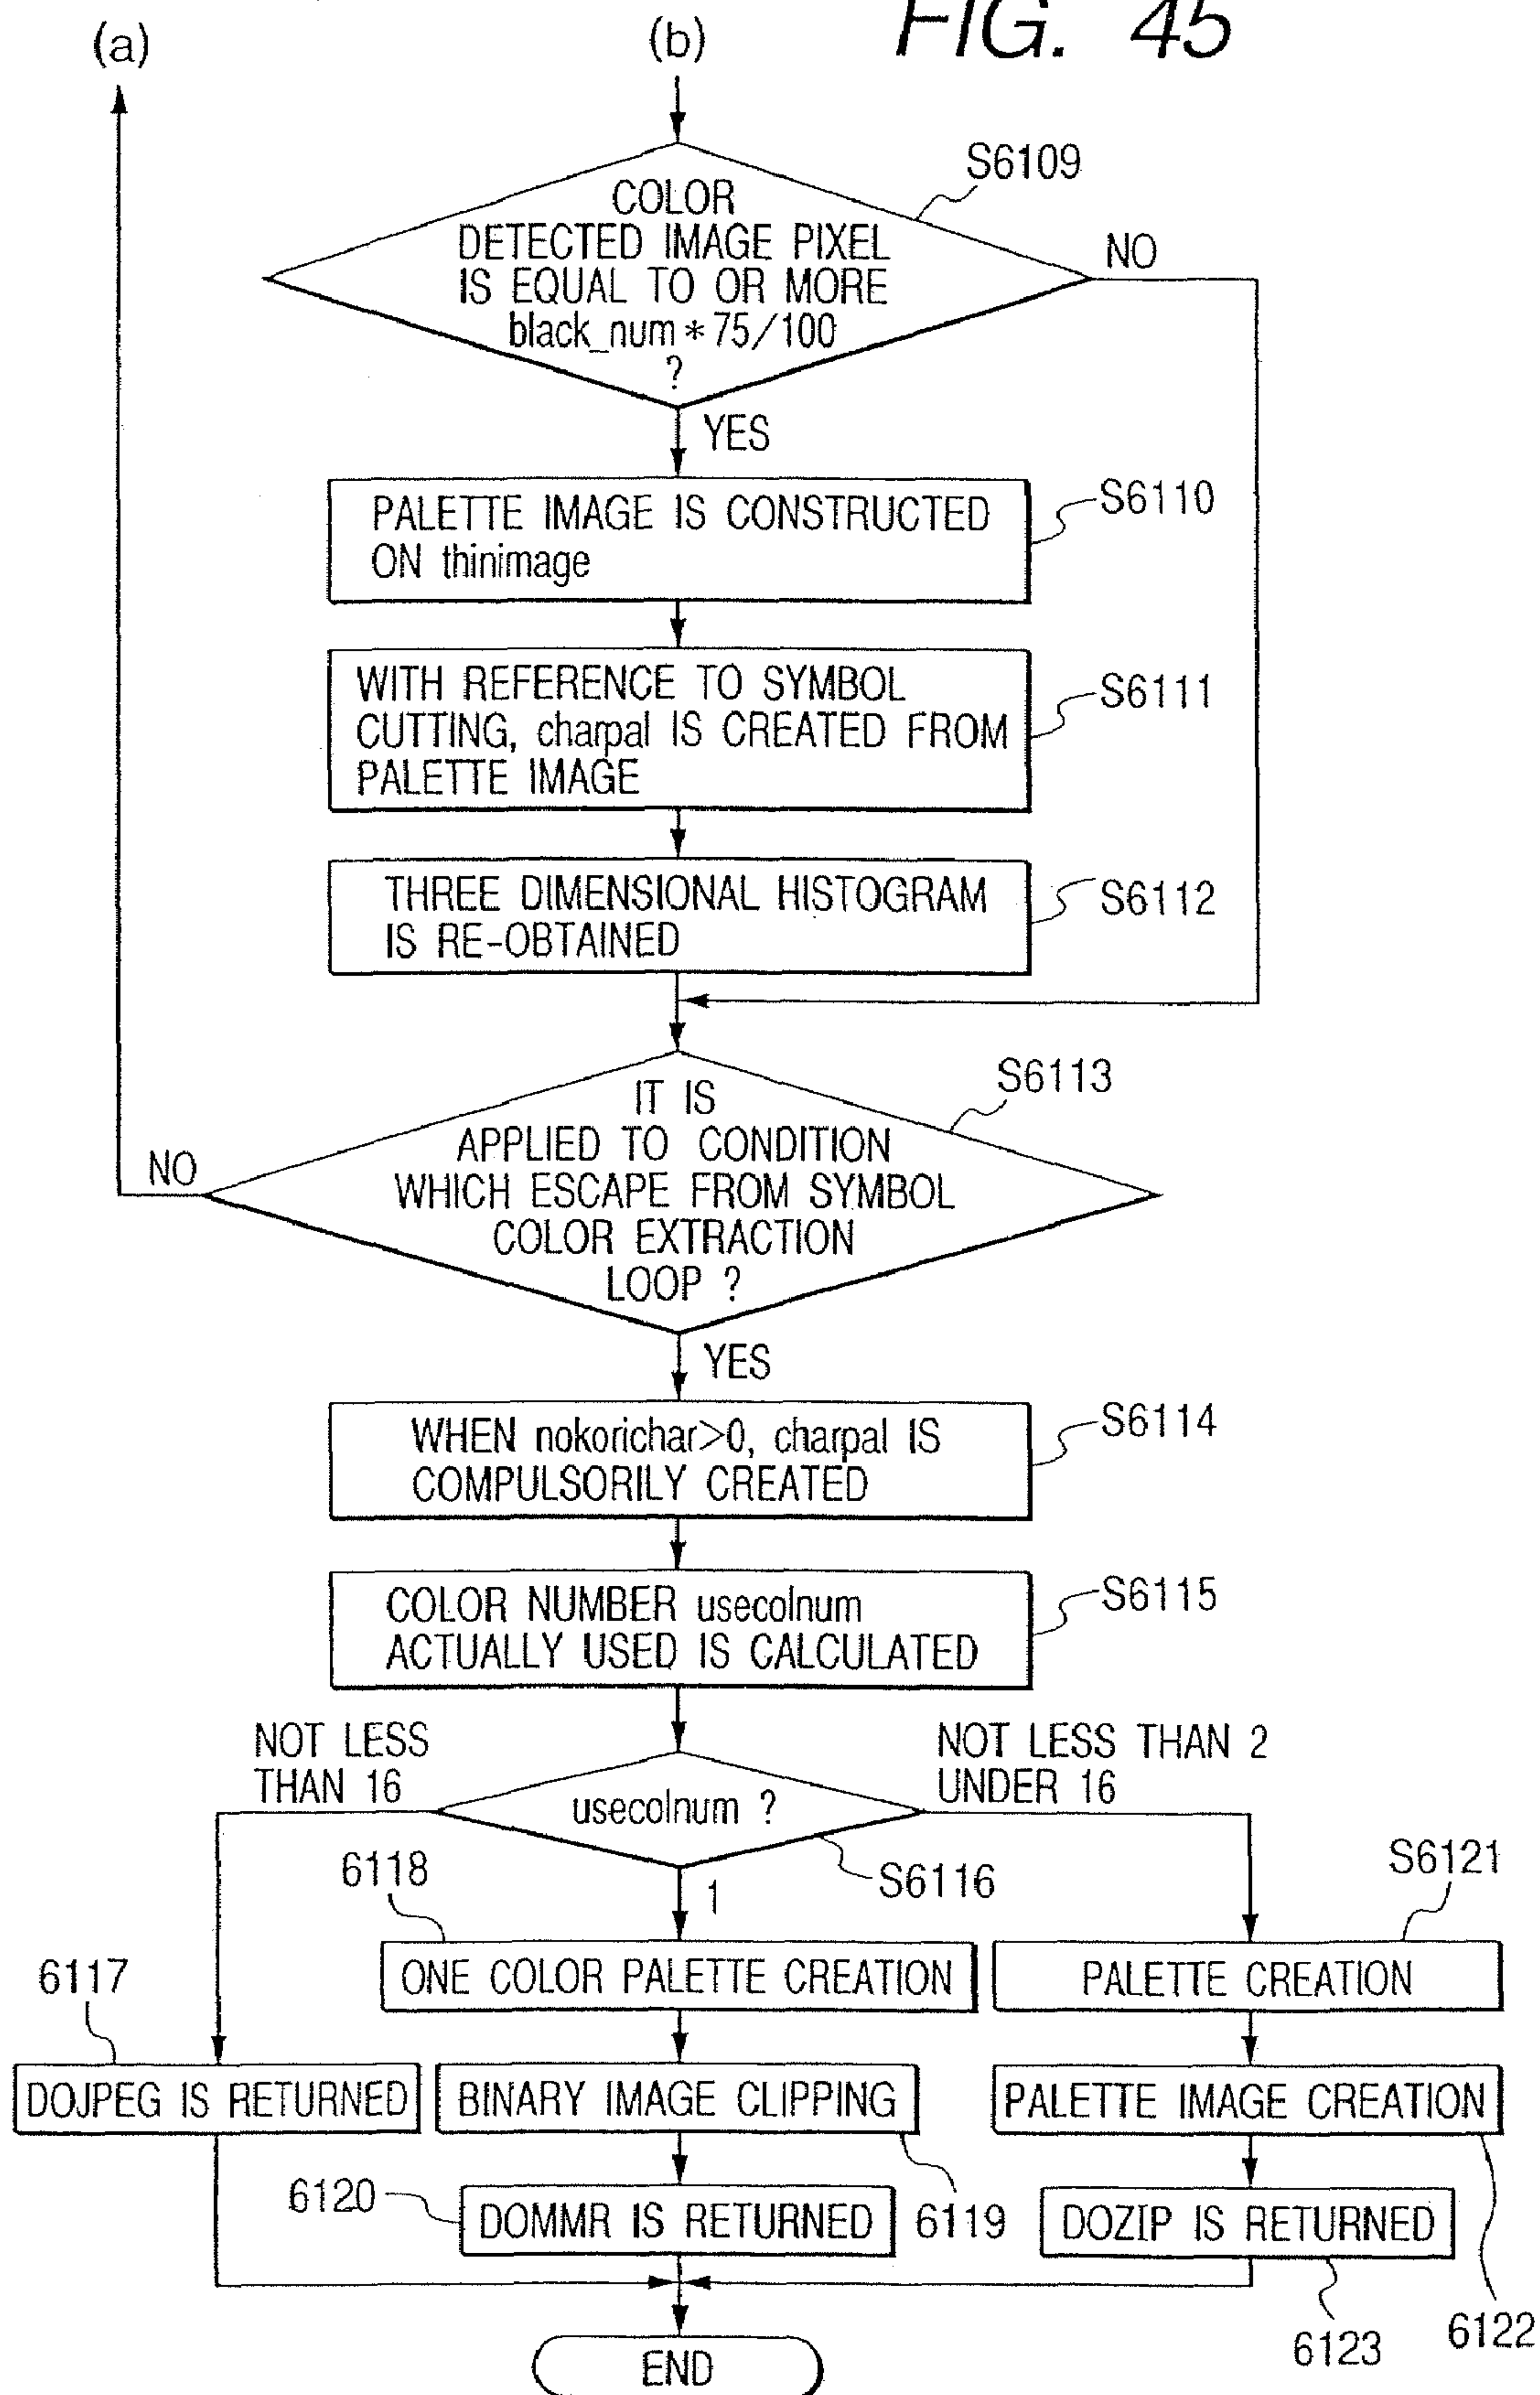 FIG. 45
(a)
(b)
S6109
COLOR
DETECTED IMAGE PIXEL
IS EQUAL TO OR MORE
black_num*75/100
?
NO
YES
PALETTE IMAGE IS CONSTRUCTED
ON thinimage
S6110
WITH REFERENCE TO SYMBOL
CUTTING, charpal IS CREATED FROM
PALETTE IMAGE
S6111
THREE DIMENSIONAL HISTOGRAM
IS RE-OBTAINED
S6112
S6113
IT IS
APPLIED TO CONDITION
WHICH ESCAPE FROM SYMBOL
COLOR EXTRACTION
LOOP ?
NO
YES
WHEN nokorichar>0, charpal IS
COMPULSORILY CREATED
S6114
COLOR NUMBER usecolnum
ACTUALLY USED IS CALCULATED
S6115
NOT LESS
THAN 16
NOT LESS THAN 2
UNDER 16
usecolnum ?
S6116
1
6118
S6121
ONE COLOR PALETTE CREATION
PALETTE CREATION
6117
DOJPEG IS RETURNED
BINARY IMAGE CLIPPING
PALETTE IMAGE CREATION
6120
DOMMR IS RETURNED
6119
DOZIP IS RETURNED
6122
6123
END